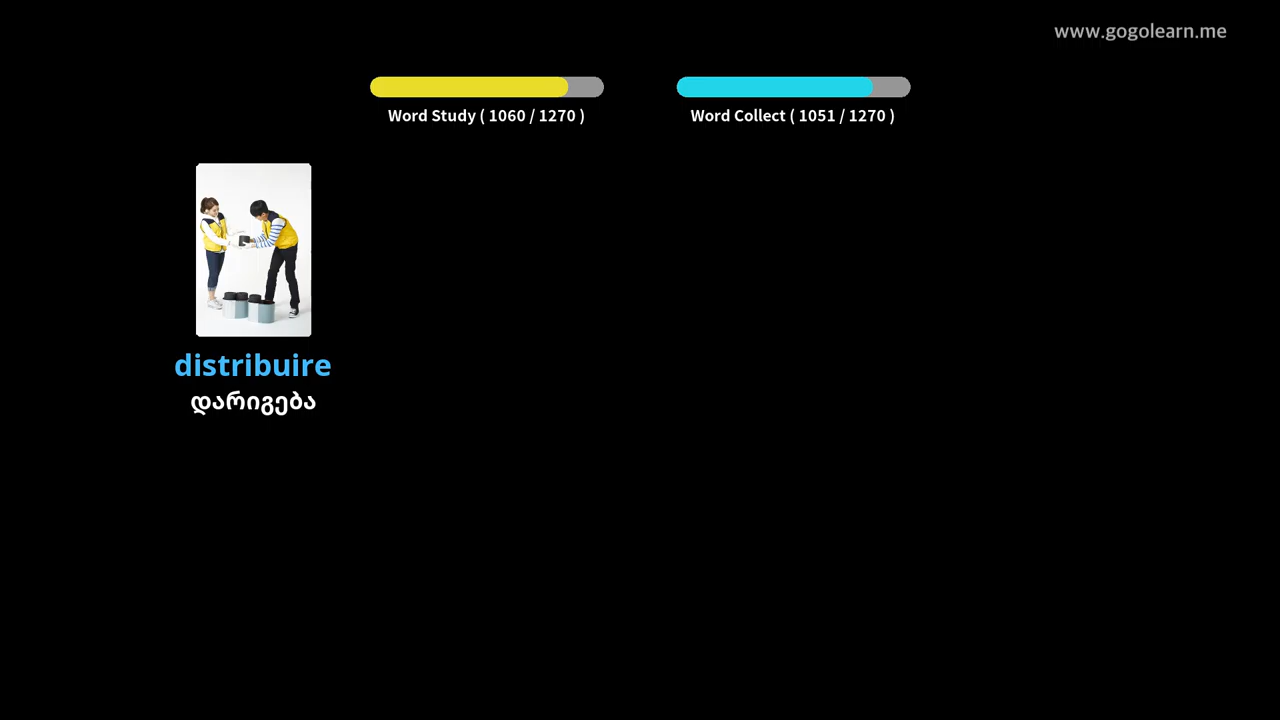 www.gogolearn.me
Word Study ( 1060 / 1270 )
Word Collect ( 1051 / 1270 )
distribuire
დარიგება